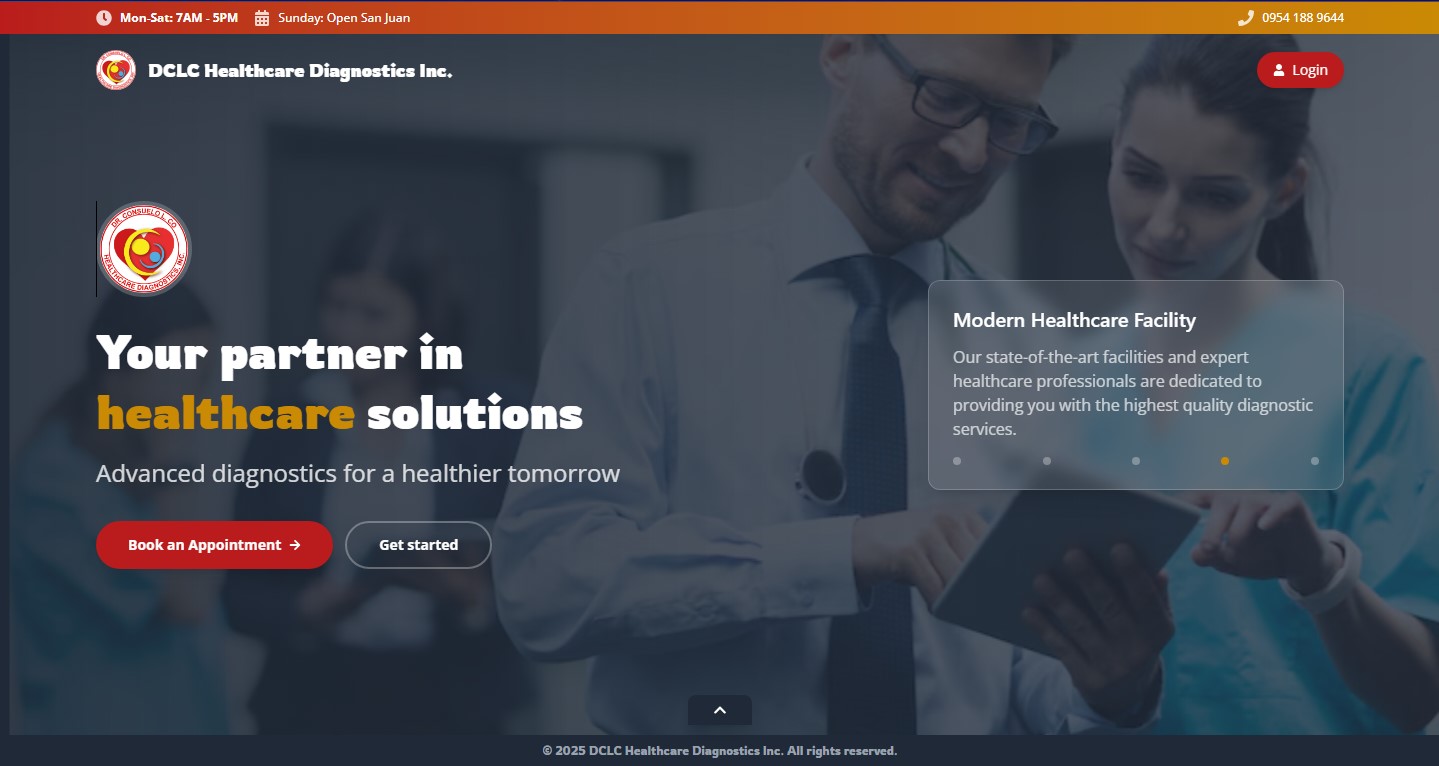 Mon-Sat: 7AM - 5PM
Sunday: Open San Juan
0954 188 9644
DCLC Healthcare Diagnostics Inc.
Login
DR. CONSUELO L. CO
HEALTHCARE DIAGNOSTICS, INC
Your partner in
healthcare solutions
Advanced diagnostics for a healthier tomorrow
Book an Appointment
Get started
Modern Healthcare Facility
Our state-of-the-art facilities and expert
healthcare professionals are dedicated to
providing you with the highest quality diagnostic
services.
© 2025 DCLC Healthcare Diagnostics Inc. All rights reserved.